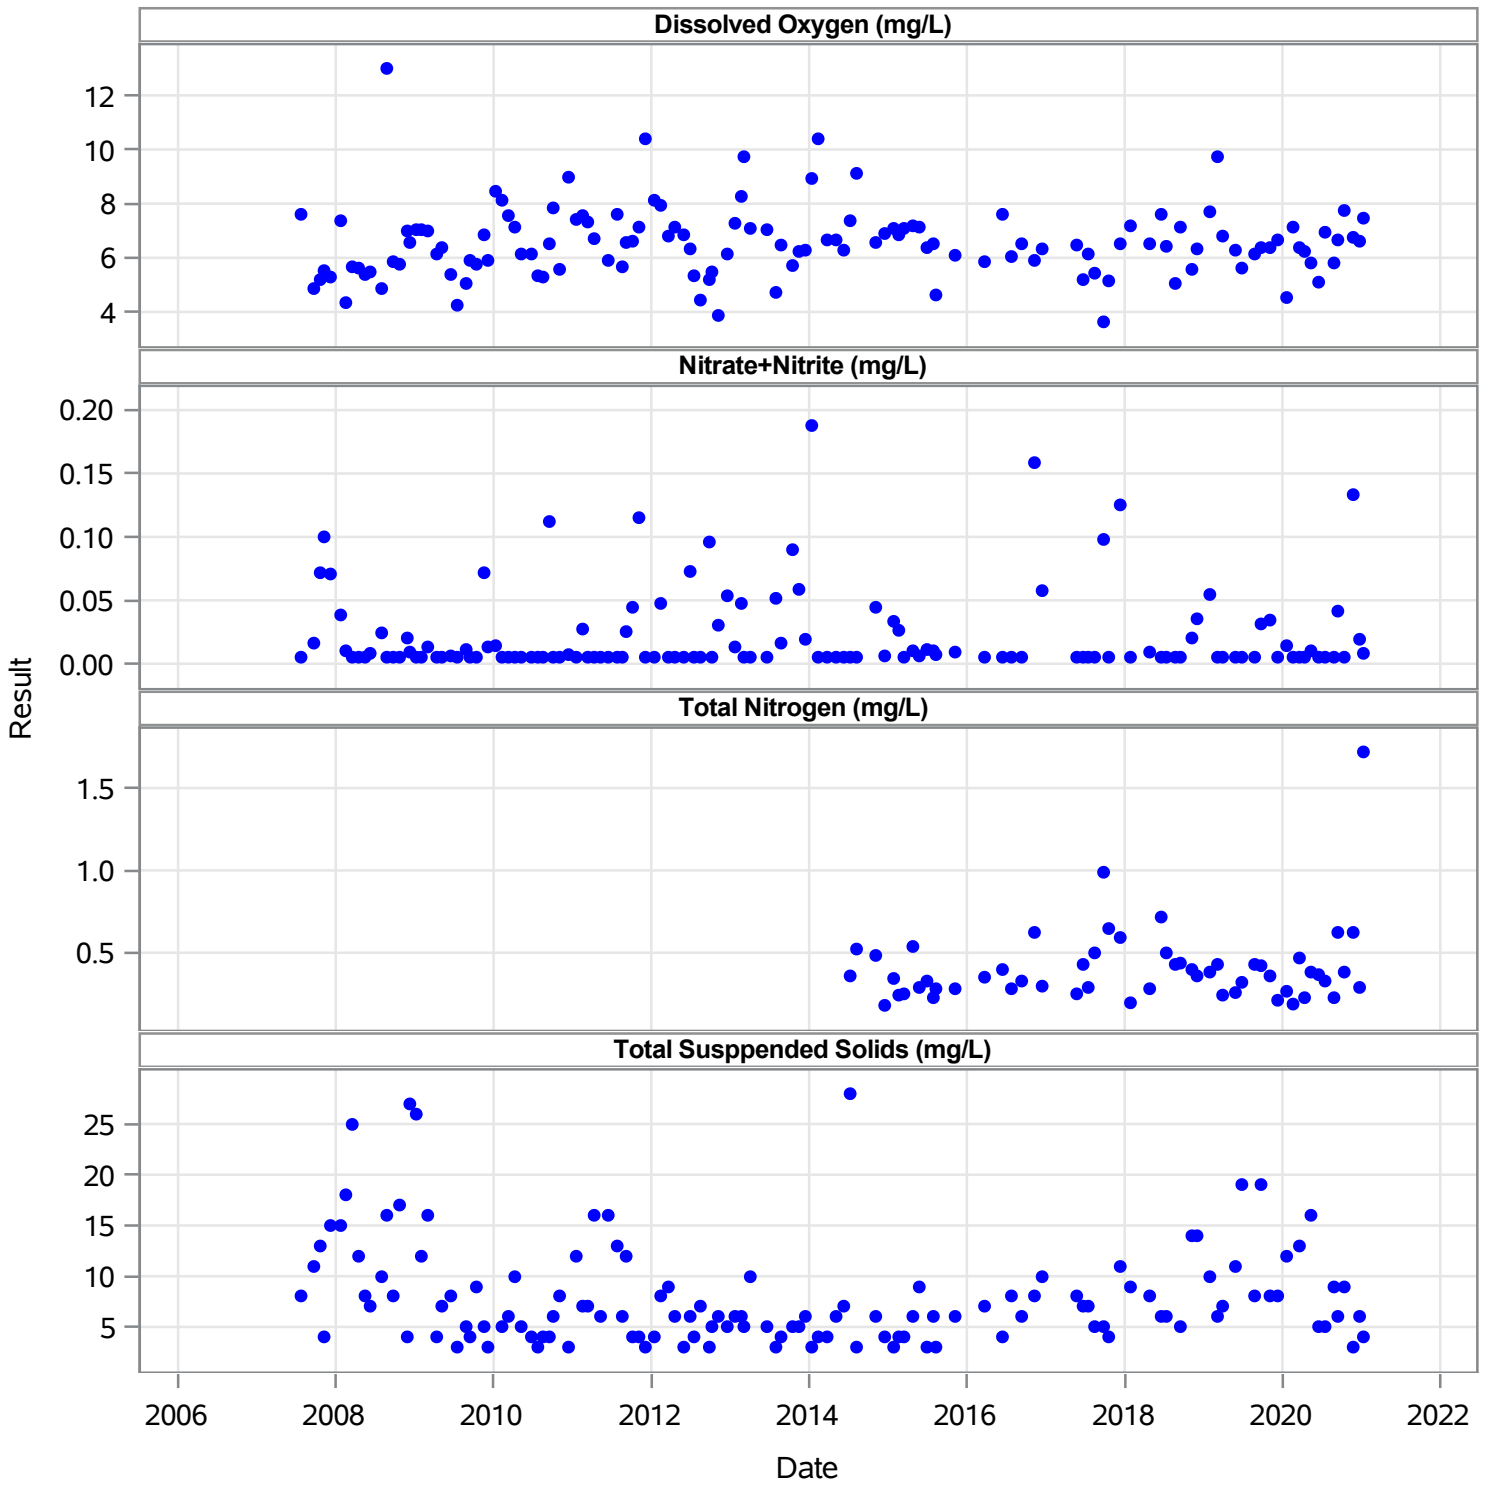 Dissolved Oxygen (mg/L)
12
10
8
6
4
Nitrate+Nitrite (mg/L)
0.20
0.15
0.10
0.05
0.00
Result
Total Nitrogen (mg/L)
1.5
1.0
0.5
Total Susppended Solids (mg/L)
25
20
15
10
5
2006 2008 2010 2012 2014 2016 2018 2020 2022
Date